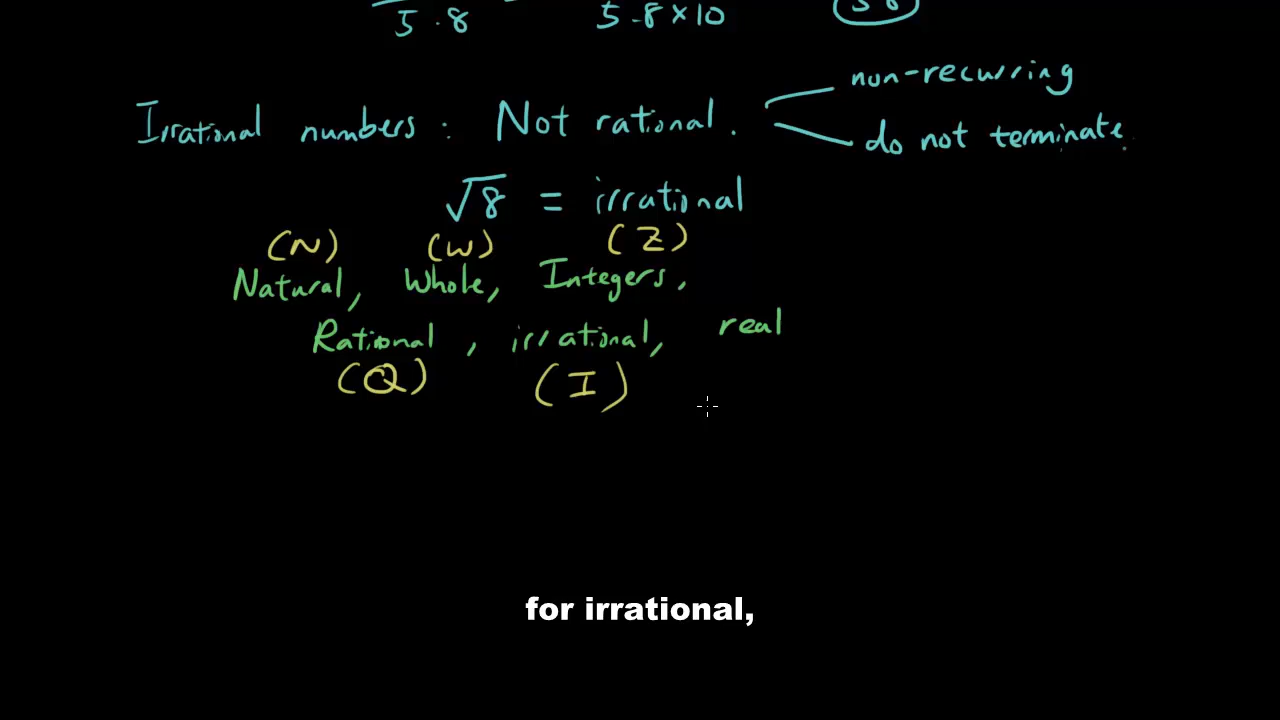 5.8 5.8×10
non-recurring
Irrational numbers: Not rational.
do not terminate.
√8 = irrational
(N) (W) (Z)
Natural, Whole, Integers,
Rational, irrational, real
(Q) (I)
for irrational,